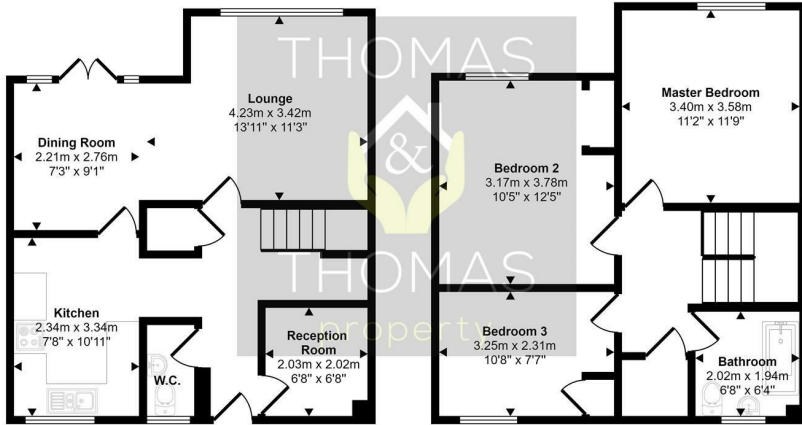 THOMAS
&
THOMAS
property
Lounge
4.23m x 3.42m
13'11" x 11'3"
Dining Room
2.21m x 2.76m
7'3" x 9'1"
Kitchen
2.34m x 3.34m
7'8" x 10'11"
W.C.
Reception
Room
2.03m x 2.02m
6'8" x 6'8"
Master Bedroom
3.40m x 3.58m
11'2" x 11'9"
Bedroom 2
3.17m x 3.78m
10'5" x 12'5"
Bedroom 3
3.25m x 2.31m
10'8" x 7'7"
Bathroom
2.02m x 1.94m
6'8" x 6'4"